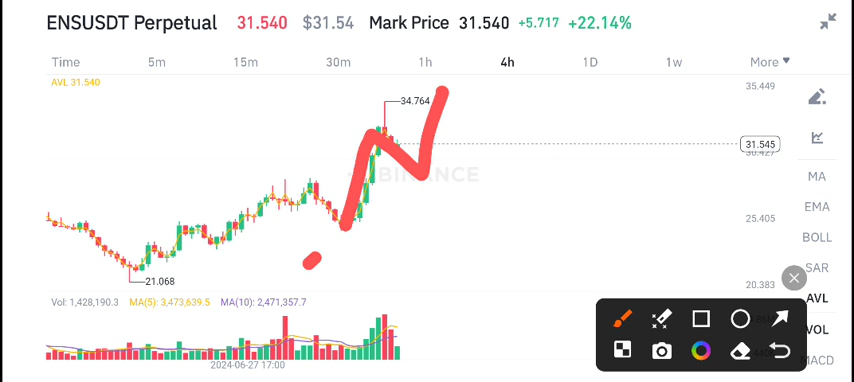 ENSUSDT Perpetual 31.540 $31.54 Mark Price 31.540 +5.717 +22.14%
Time 5m 15m 30m 1h 4h 1D 1w More
AVL 31.540
35.449
34.764
31.545
30.427
BINANCE
MA
EMA
25.405
BOLL
SAR
21.068
20.383
AVL
Vol: 1,428,190.3 MA(5): 3,473,639.5 MA(10): 2,471,357.7
VOL
MACD
2024-06-27 17:00